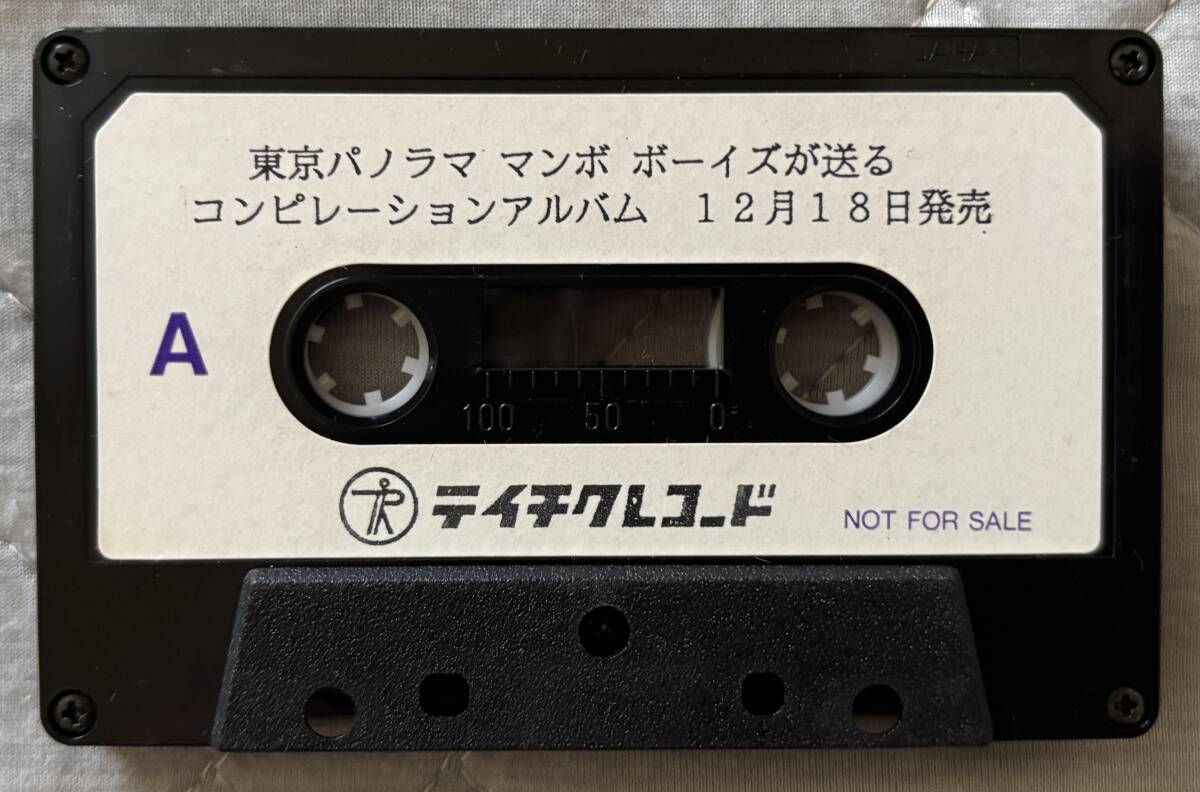 JAPAN
東京パノラマ マンボ ボーイズが送る
コンピレーションアルバム 12月18日発売
A
100 50 0
テイチクレコード
NOT FOR SALE